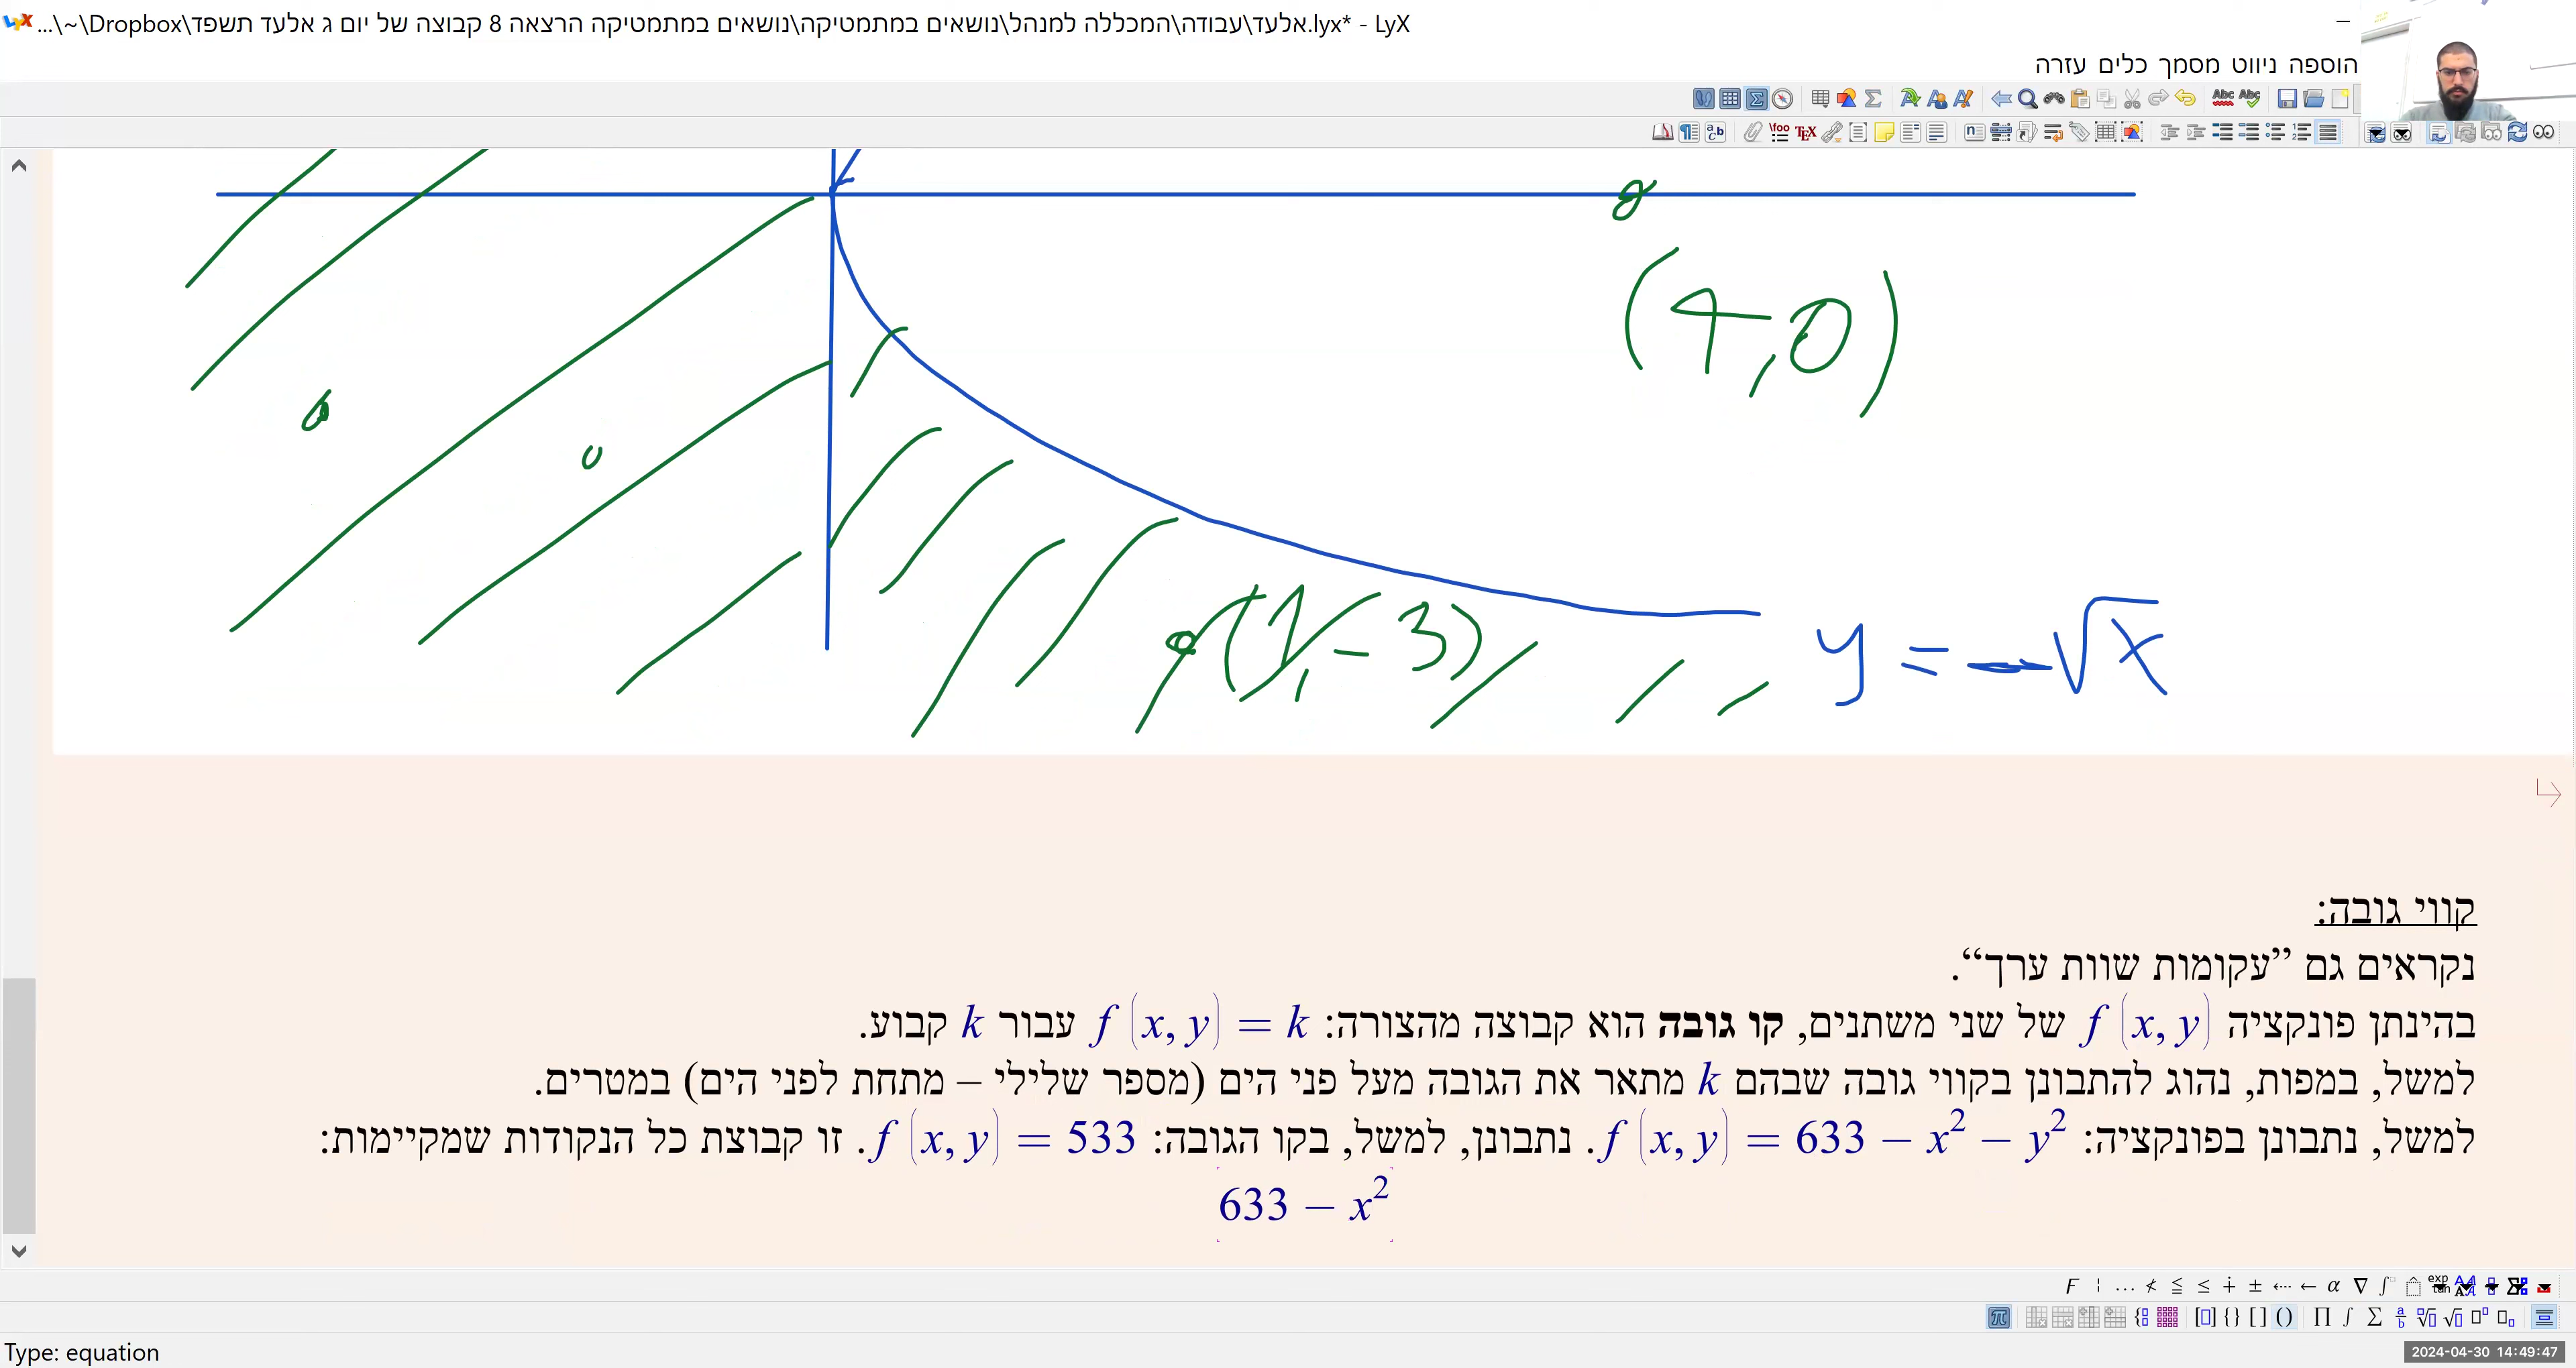 ...\~\Dropbox\אלעד\עבודה\המכללה למנהל\נושאים במתמטיקה\נושאים במתמטיקה הרצאה 8 קבוצה של יום ג אלעד תשפד.lyx* - LyX
הוספה ניווט מסמך כלים עזרה
(4,0)
(1,-3)
y = -√x
קווי גובה:
נקראים גם ”עקומות שוות ערך“.
בהינתן פונקציה f(x, y) של שני משתנים, קו גובה הוא קבוצה מהצורה: f(x, y) = k עבור k קבוע.
למשל, במפות, נהוג להתבונן בקווי גובה שבהם k מתאר את הגובה מעל פני הים (מספר שלילי – מתחת לפני הים) במטרים.
למשל, נתבונן בפונקציה: f(x, y) = 633 − x² − y². נתבונן, למשל, בקו הגובה: f(x, y) = 533. זו קבוצת כל הנקודות שמקיימות:
633 − x²
Type: equation
2024-04-30 14:49:47